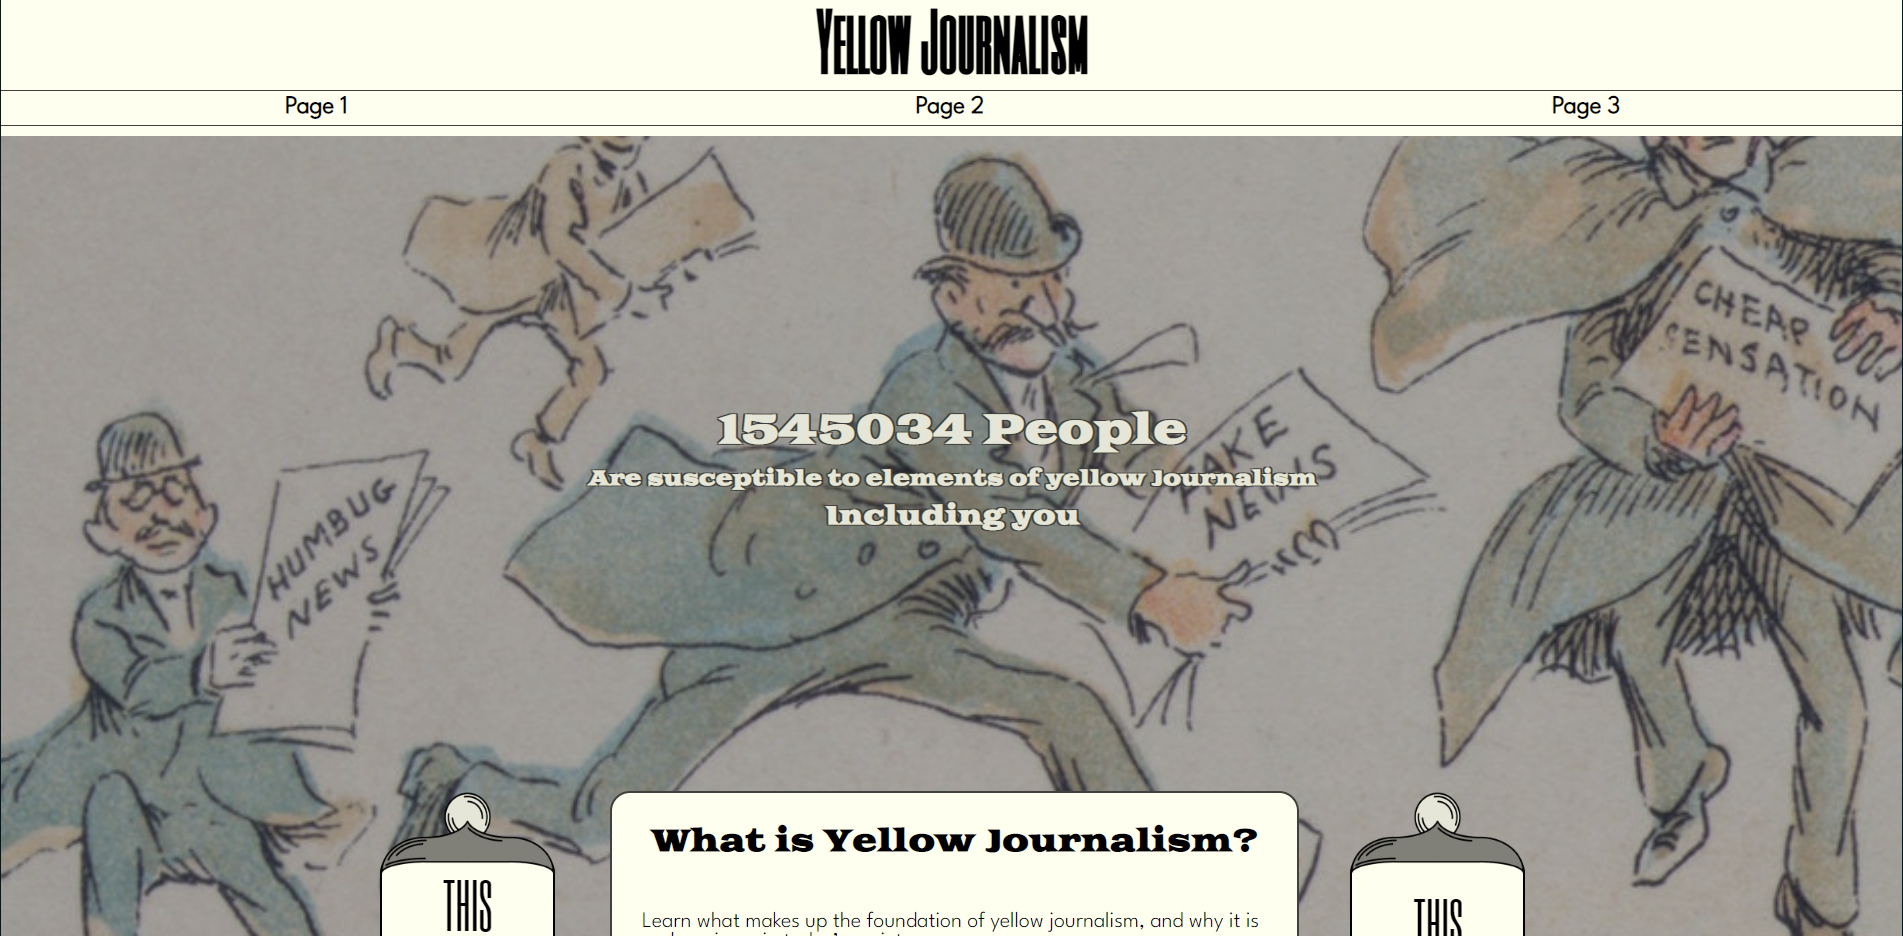 Yellow Journalism
Page 1 Page 2 Page 3
CHEAP
SENSATION
1545034 People
Are susceptible to elements of yellow Journalism
Including you
FAKE
NEWS
HUMBUG
NEWS
What is Yellow Journalism?
THIS
Learn what makes up the foundation of yellow journalism, and why it is
THIS